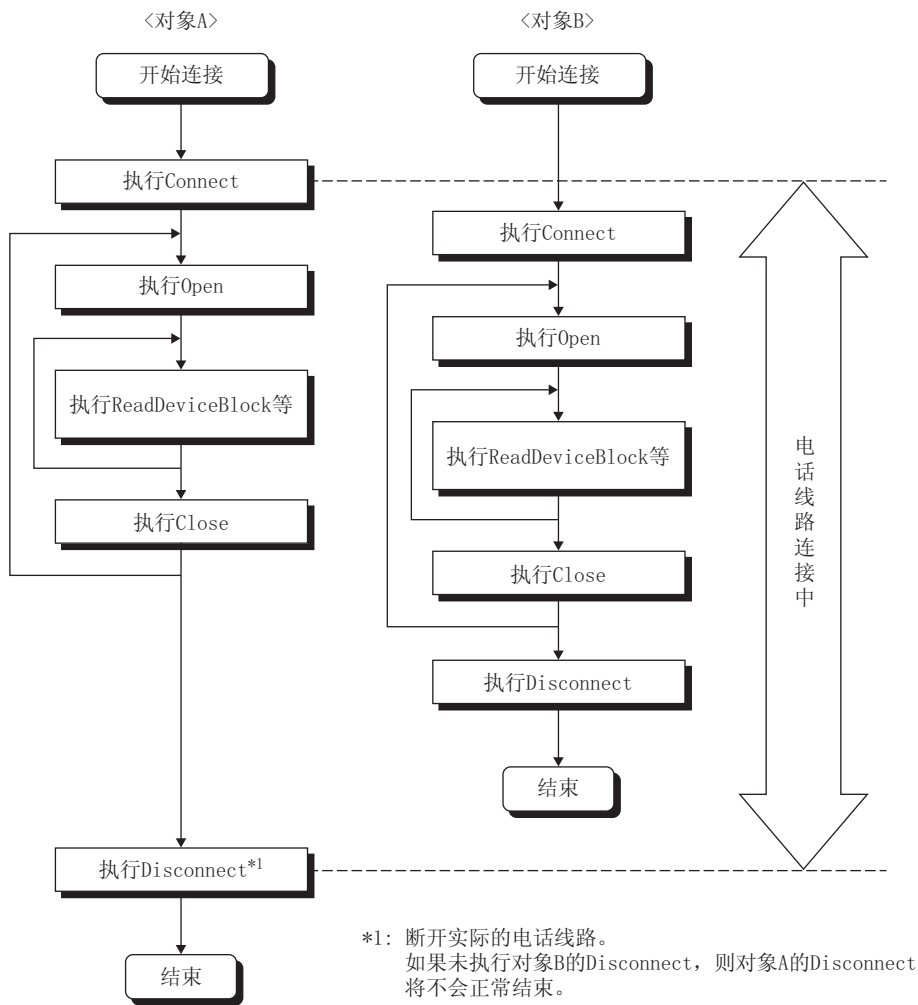 <对象A>
开始连接
执行Connect
执行Open
执行ReadDeviceBlock等
执行Close
执行Disconnect*1
结束
<对象B>
开始连接
执行Connect
执行Open
执行ReadDeviceBlock等
执行Close
执行Disconnect
结束
电话线路连接中
*1: 断开实际的电话线路。
如果未执行对象B的Disconnect，则对象A的Disconnect
将不会正常结束。